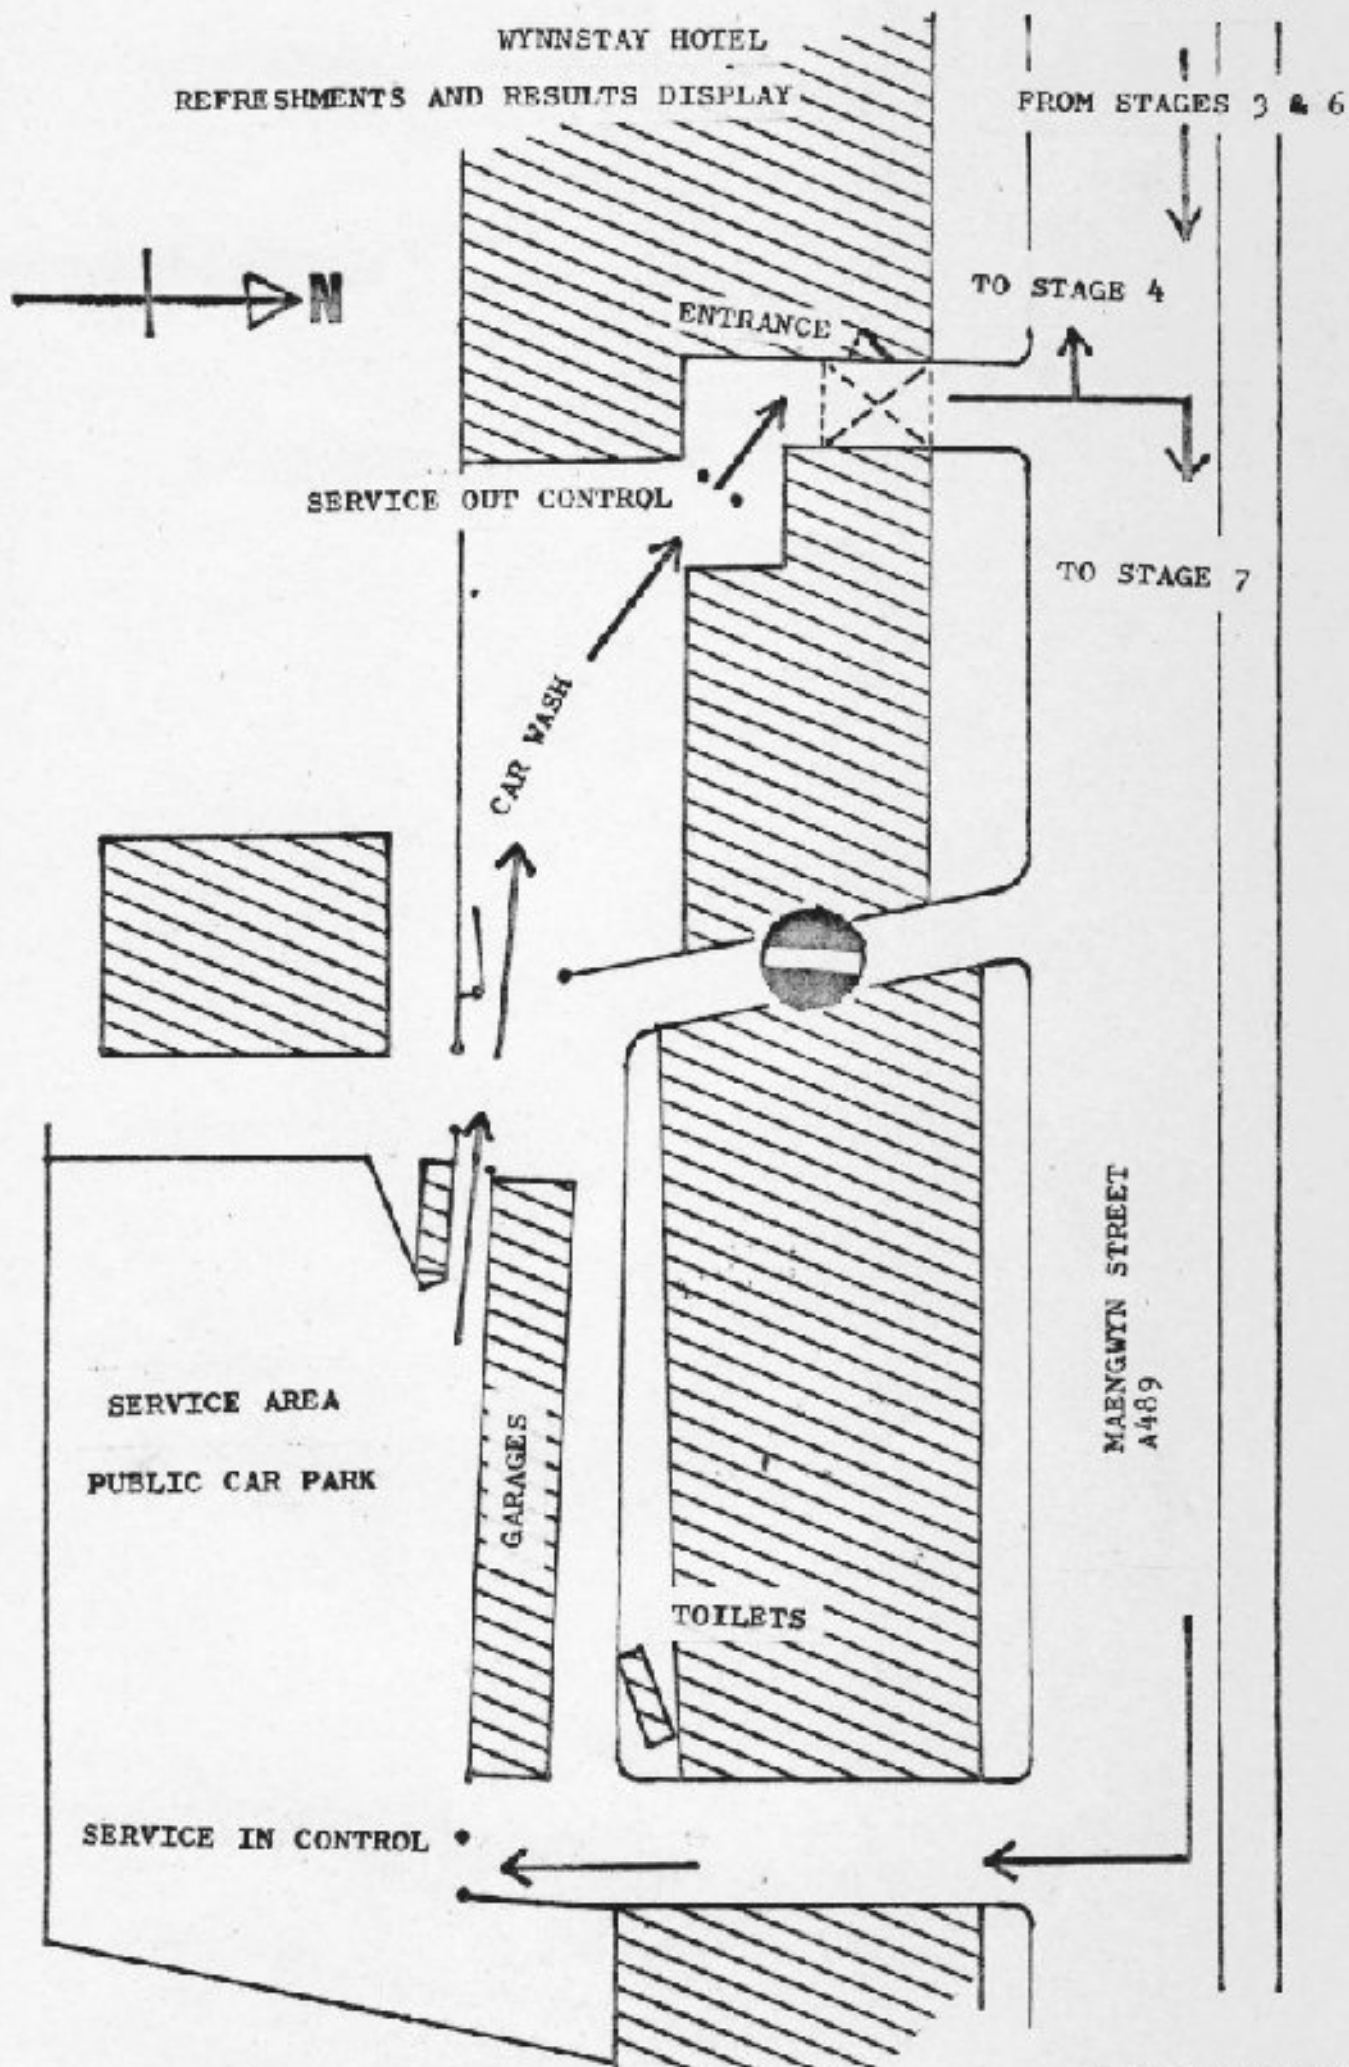 WYNNSTAY HOTEL
REFRESHMENTS AND RESULTS DISPLAY
FROM STAGES 3 & 6
N
TO STAGE 4
ENTRANCE
SERVICE OUT CONTROL
TO STAGE 7
CAR WASH
MAENGWYN STREET
A489
SERVICE AREA
PUBLIC CAR PARK
GARAGES
TOILETS
SERVICE IN CONTROL